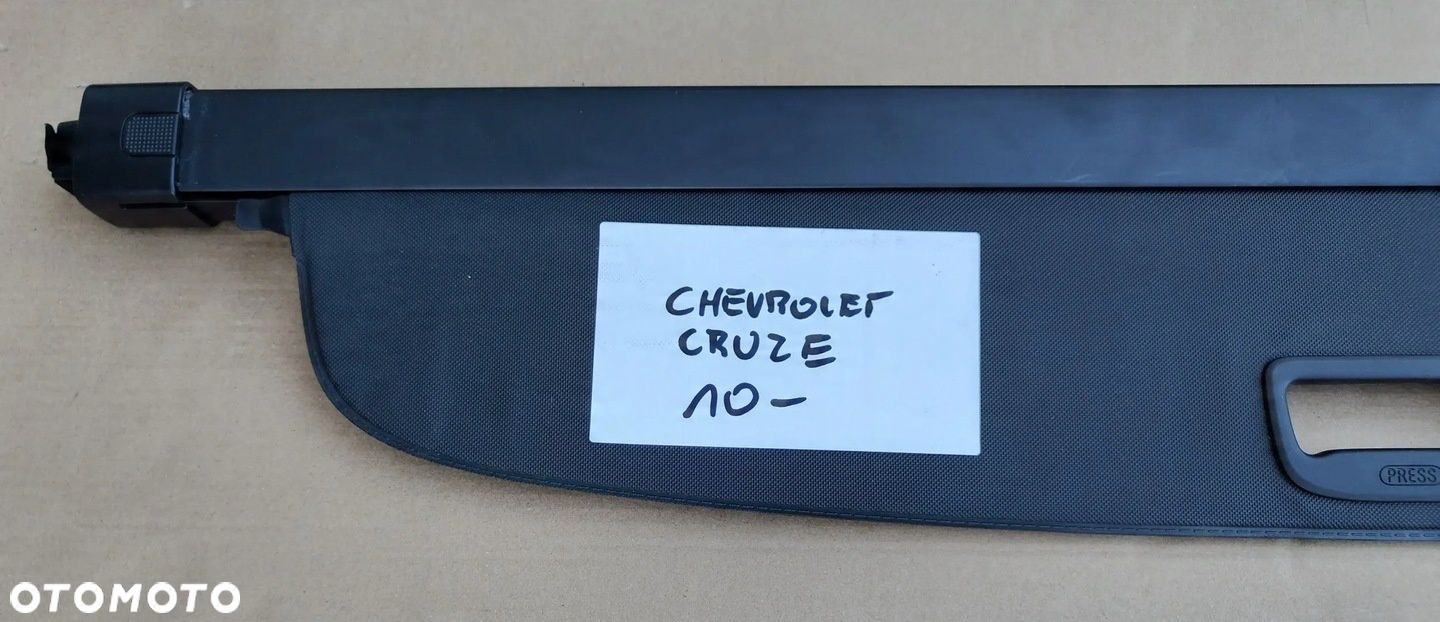 CHEVROLET
CRUZE
10-
PRESS
OTOMOTO